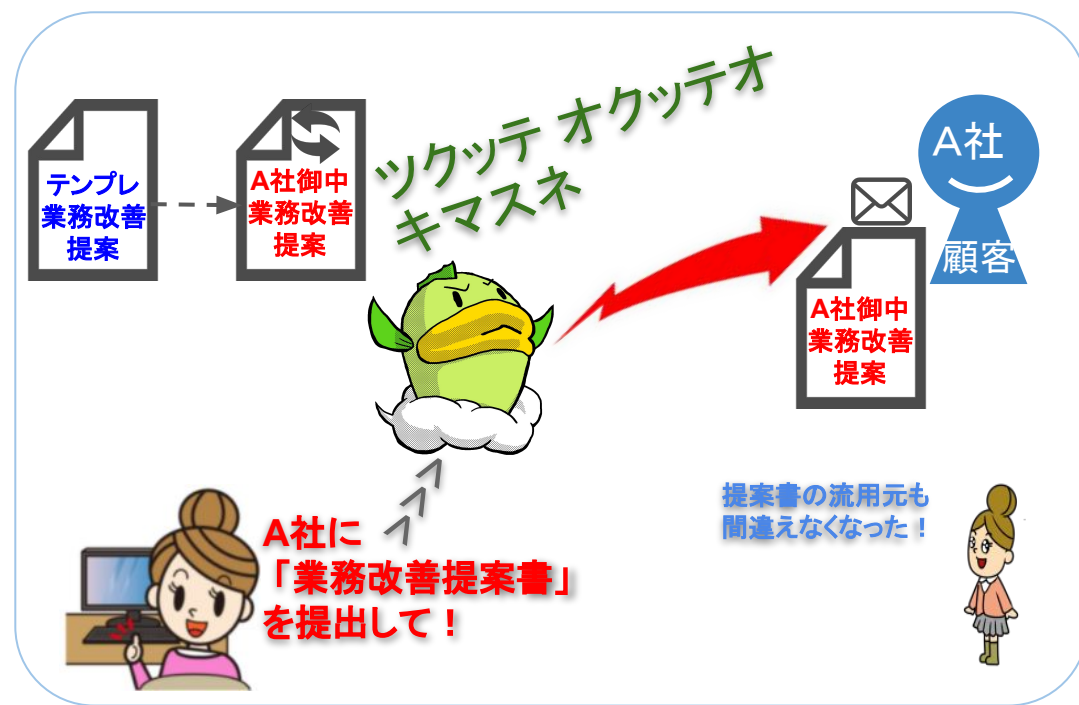 ツクッテ オクッテオ
キマスネ
テンプレ
業務改善
提案
A社御中
業務改善
提案
A社
顧客
A社御中
業務改善
提案
A社に
「業務改善提案書」
を提出して！
提案書の流用元も
間違えなくなった！